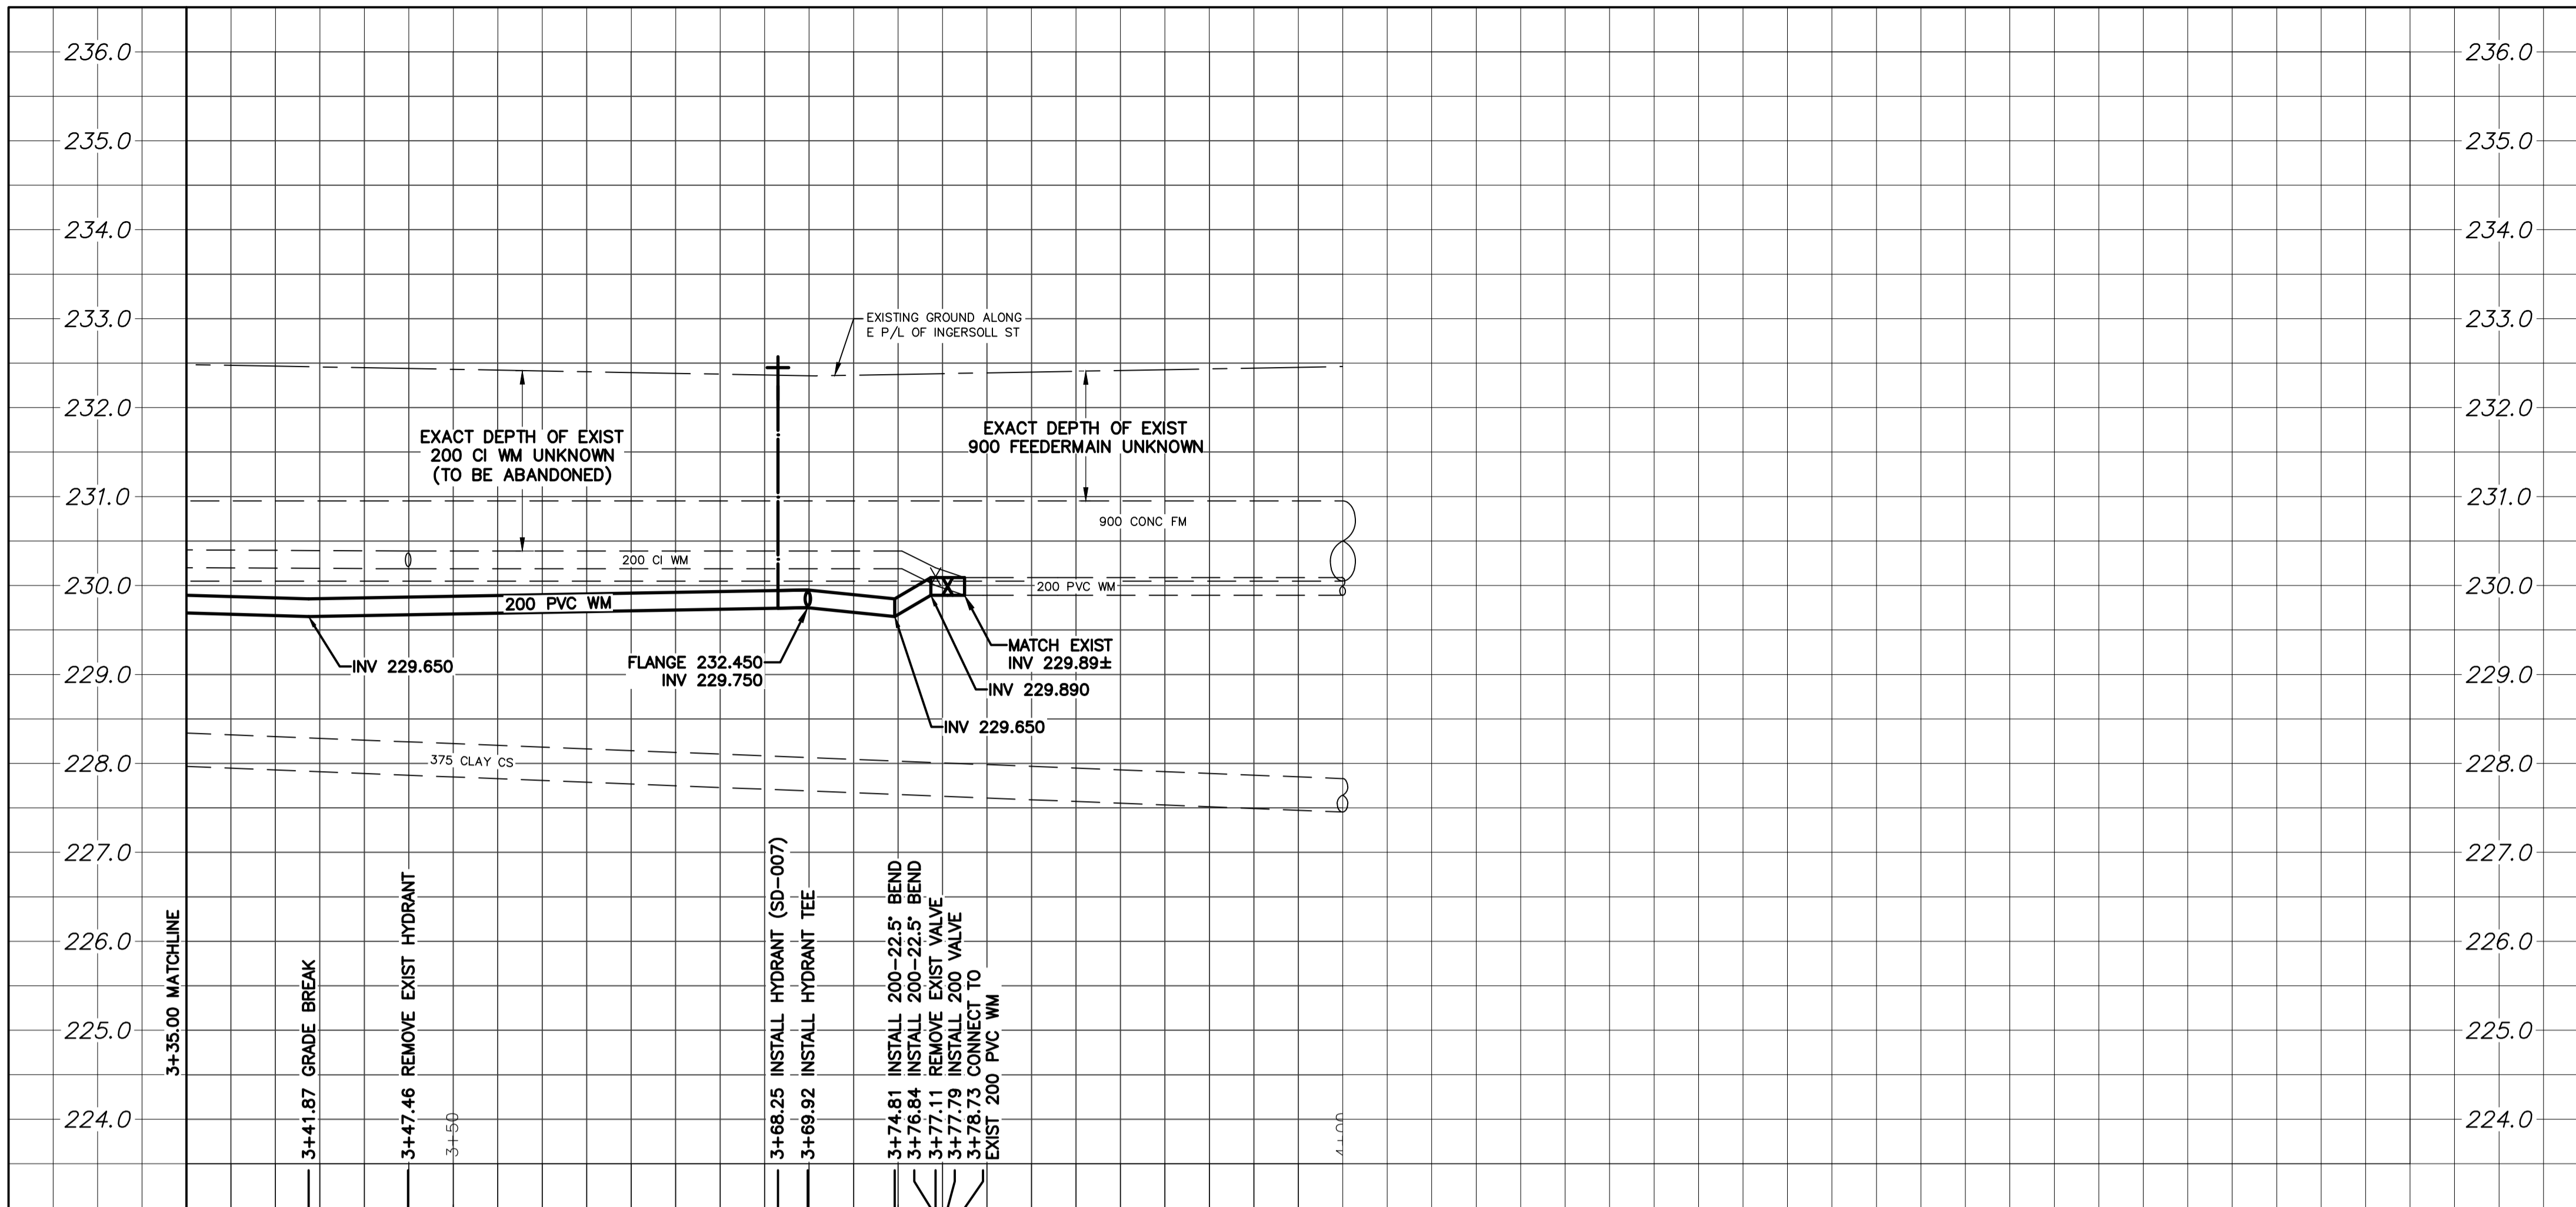 236.0
236.0
235.0
235.0
234.0
234.0
233.0
EXISTING GROUND ALONG
E P/L OF INGERSOLL ST
233.0
232.0
232.0
EXACT DEPTH OF EXIST
200 CI WM UNKNOWN
(TO BE ABANDONED)
EXACT DEPTH OF EXIST
900 FEEDERMAIN UNKNOWN
231.0
231.0
900 CONC FM
200 CI WM
230.0
230.0
200 PVC WM
200 PVC WM
MATCH EXIST
INV 229.89±
INV 229.650
FLANGE 232.450
INV 229.750
229.0
229.0
INV 229.890
INV 229.650
228.0
375 CLAY CS
228.0
227.0
227.0
226.0
226.0
225.0
225.0
224.0
224.0
3+35.00 MATCHLINE
3+41.87 GRADE BREAK
3+47.46 REMOVE EXIST HYDRANT
3+50
3+68.25 INSTALL HYDRANT (SD-007)
3+69.92 INSTALL HYDRANT TEE
3+74.81 INSTALL 200-22.5° BEND
3+76.84 INSTALL 200-22.5° BEND
3+77.11 REMOVE EXIST VALVE
3+77.79 INSTALL 200 VALVE
3+78.73 CONNECT TO
EXIST 200 PVC WM
4+00